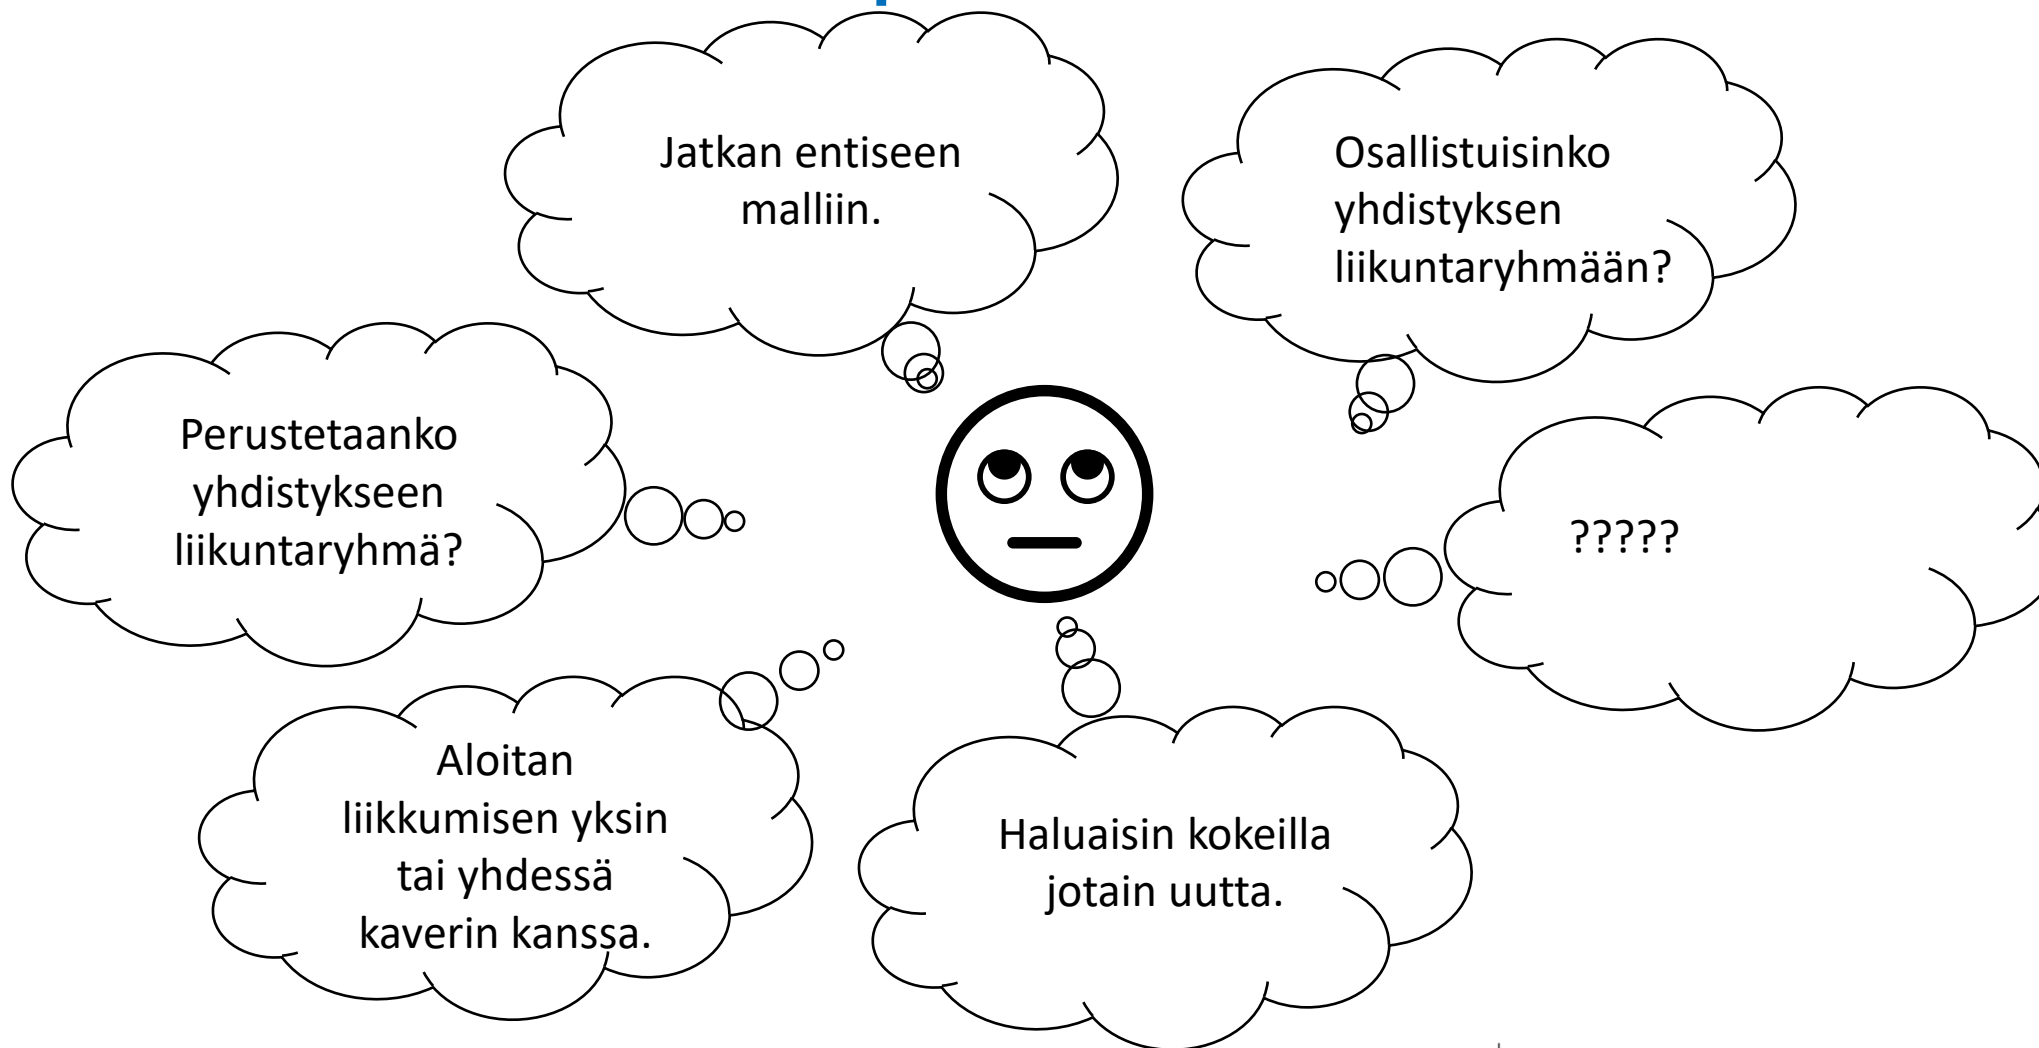 Jatkan entiseen
malliin.
Osallistuisinko
yhdistyksen
liikuntaryhmään?
Perustetaanko
yhdistykseen
liikuntaryhmä?
?????
Aloitan
liikkumisen yksin
tai yhdessä
kaverin kanssa.
Haluaisin kokeilla
jotain uutta.